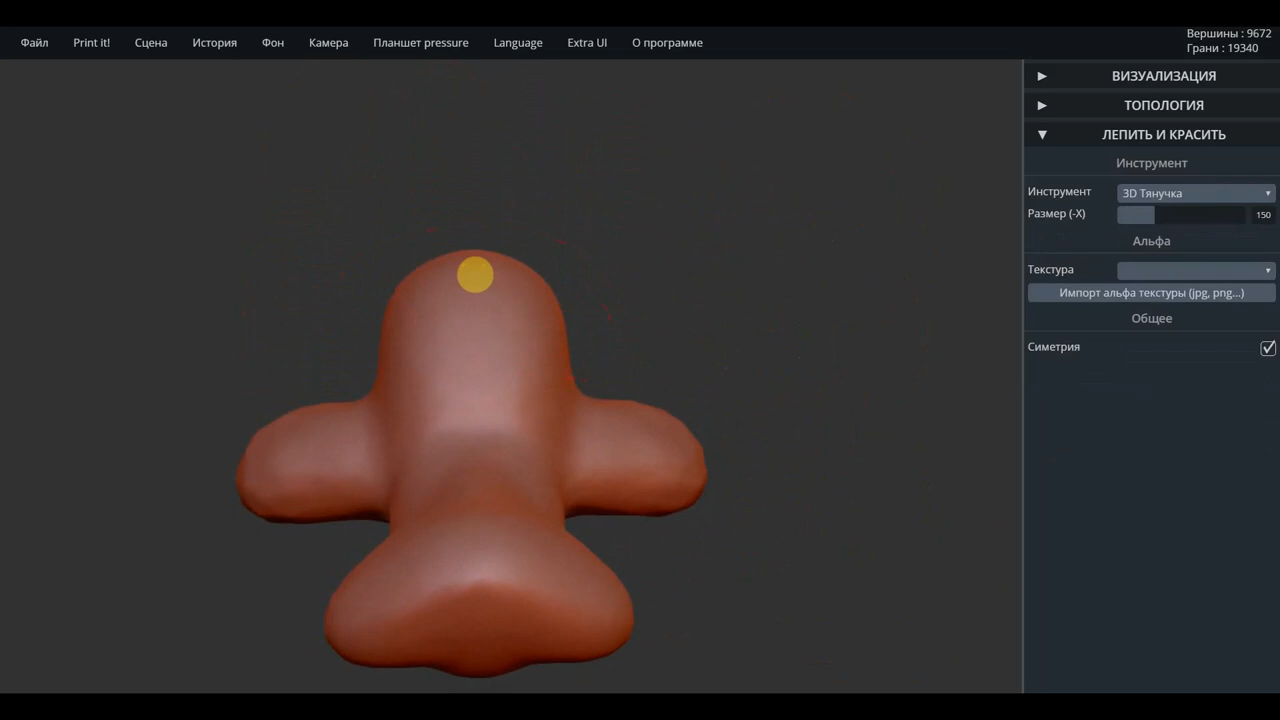 Файл Print it! Сцена История Фон Камера Планшет pressure Language Extra UI О программе
Вершины : 9672
Грани : 19340
ВИЗУАЛИЗАЦИЯ
ТОПОЛОГИЯ
ЛЕПИТЬ И КРАСИТЬ
Инструмент
Инструмент 3D Тянучка
Размер (-X) 150
Альфа
Текстура
Импорт альфа текстуры (jpg, png...)
Общее
Симетрия